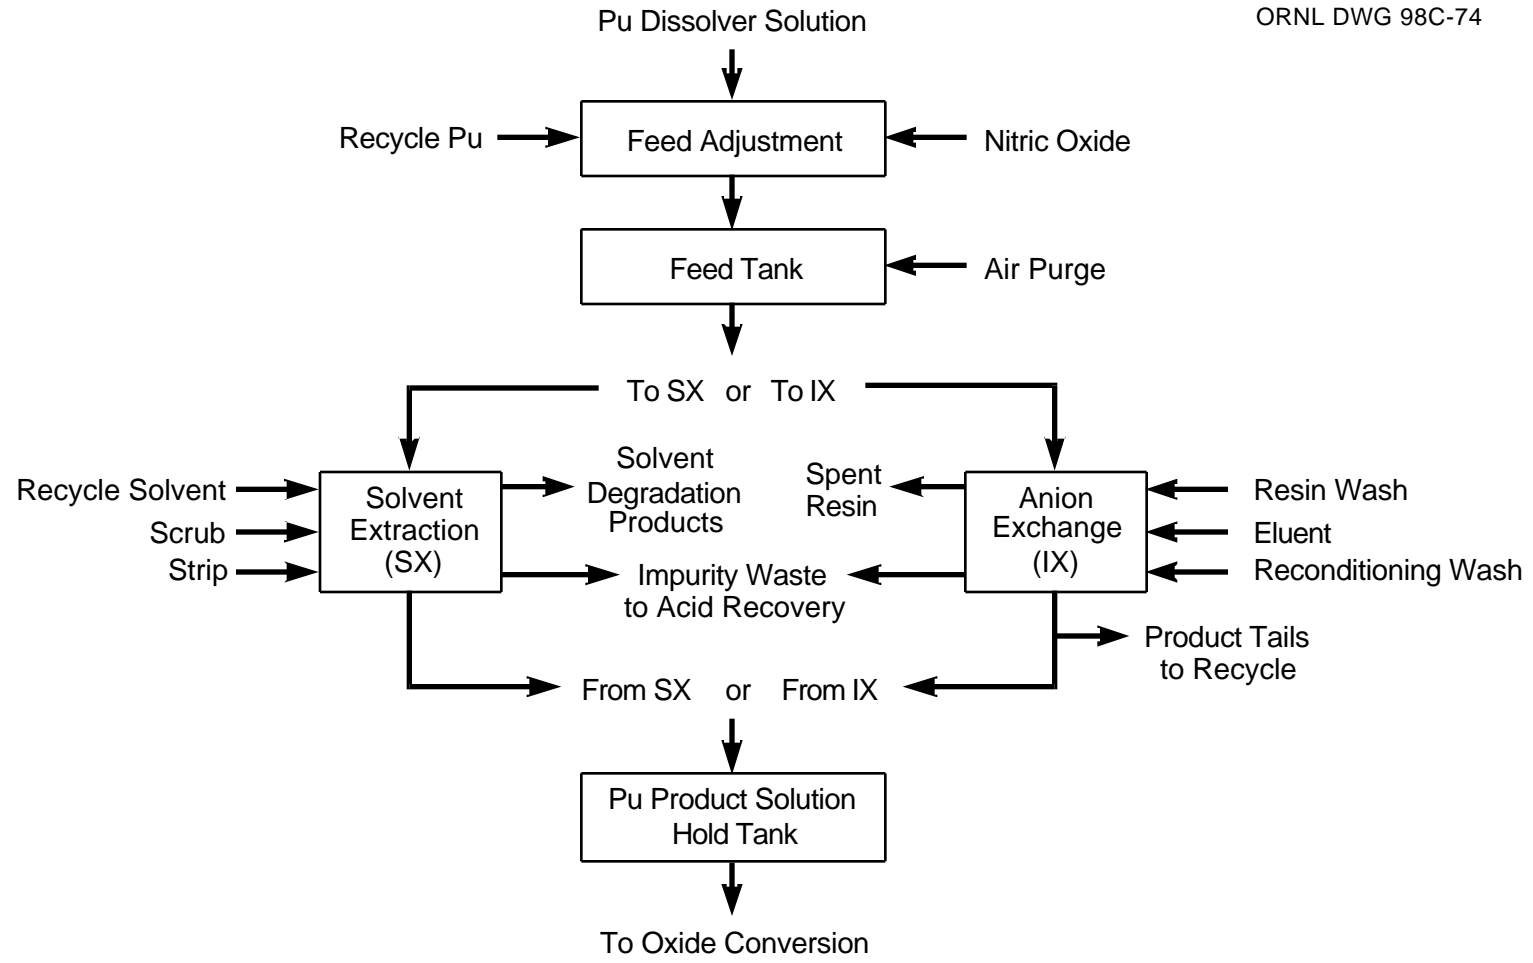 ORNL DWG 98C-74
Pu Dissolver Solution
Recycle Pu
Feed Adjustment
Nitric Oxide
Feed Tank
Air Purge
To SX or To IX
Recycle Solvent
Scrub
Strip
Solvent
Extraction
(SX)
Solvent
Degradation
Products
Impurity Waste
to Acid Recovery
Spent
Resin
Anion
Exchange
(IX)
Resin Wash
Eluent
Reconditioning Wash
Product Tails
to Recycle
From SX or From IX
Pu Product Solution
Hold Tank
To Oxide Conversion